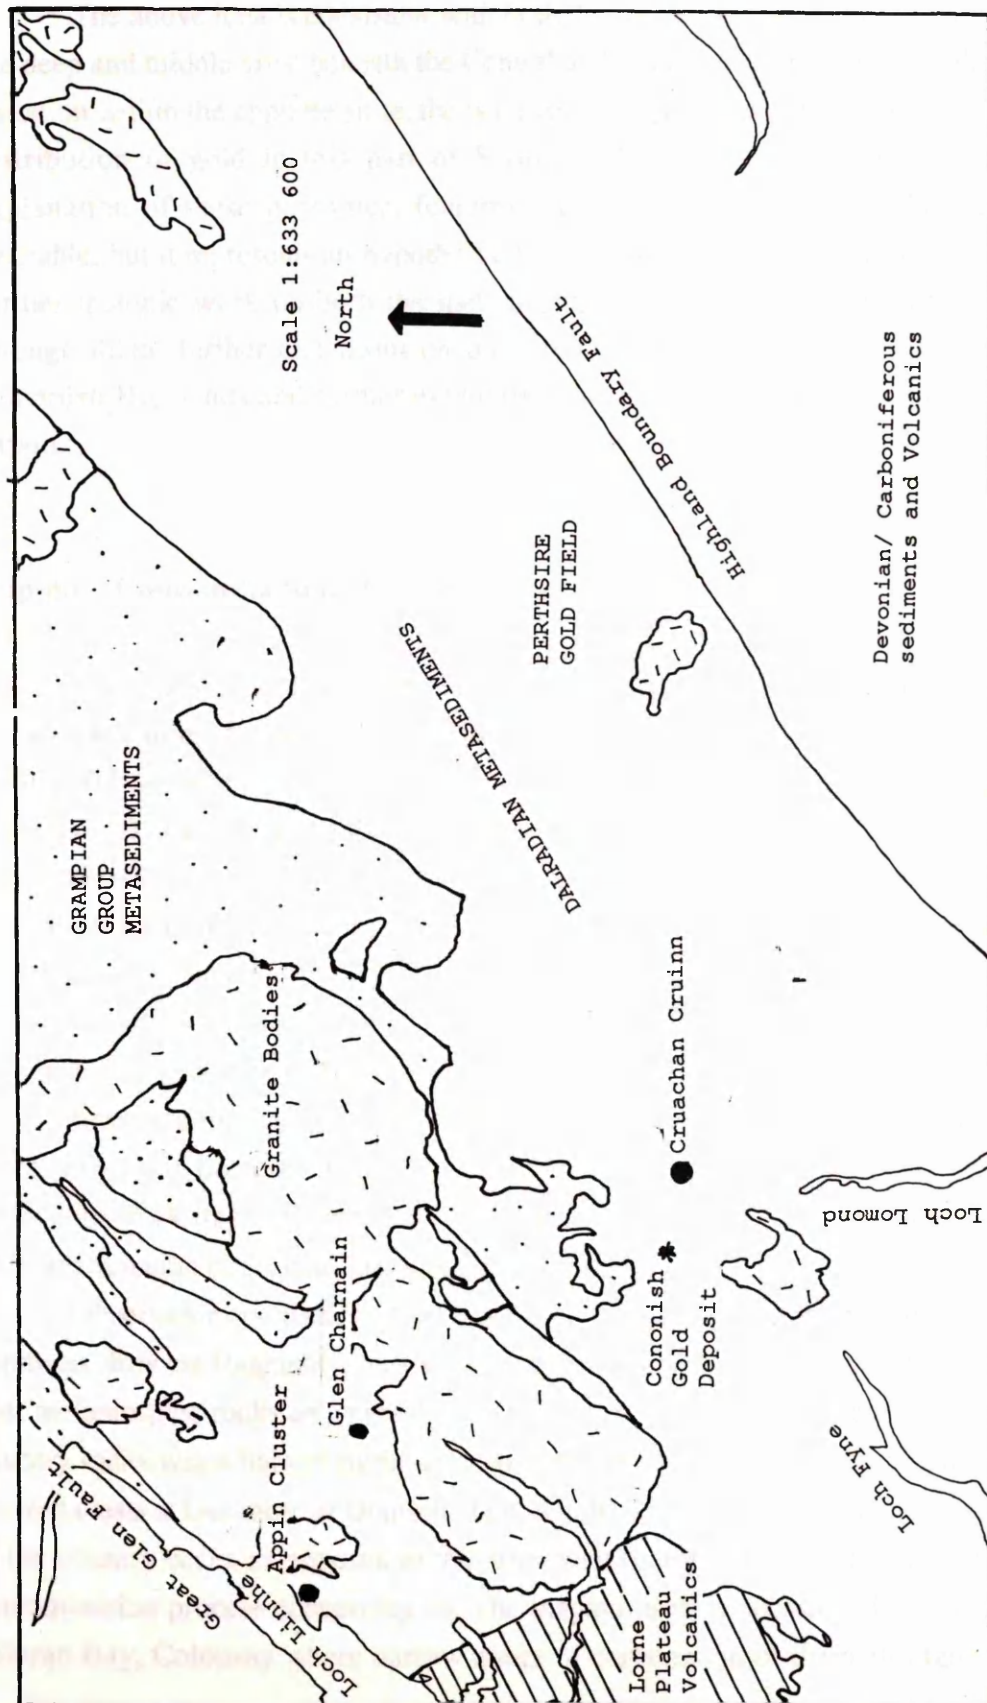 Scale 1:633 600
North
GRAMPIAN
GROUP
METASEDIMENTS
Granite Bodies
Highland Boundary Fault
PERTHSIRE
GOLD FIELD
DALRADIAN METASEDIMENTS
Devonian/ Carboniferous
sediments and Volcanics
Great Glen Fault
Loch Linnhe
Appin Cluster
Glen Charnain
Cruachan Cruinn
Cononish
Gold
Deposit
Loch Lomond
Loch Fyne
Lorne
Plateau
Volcanics